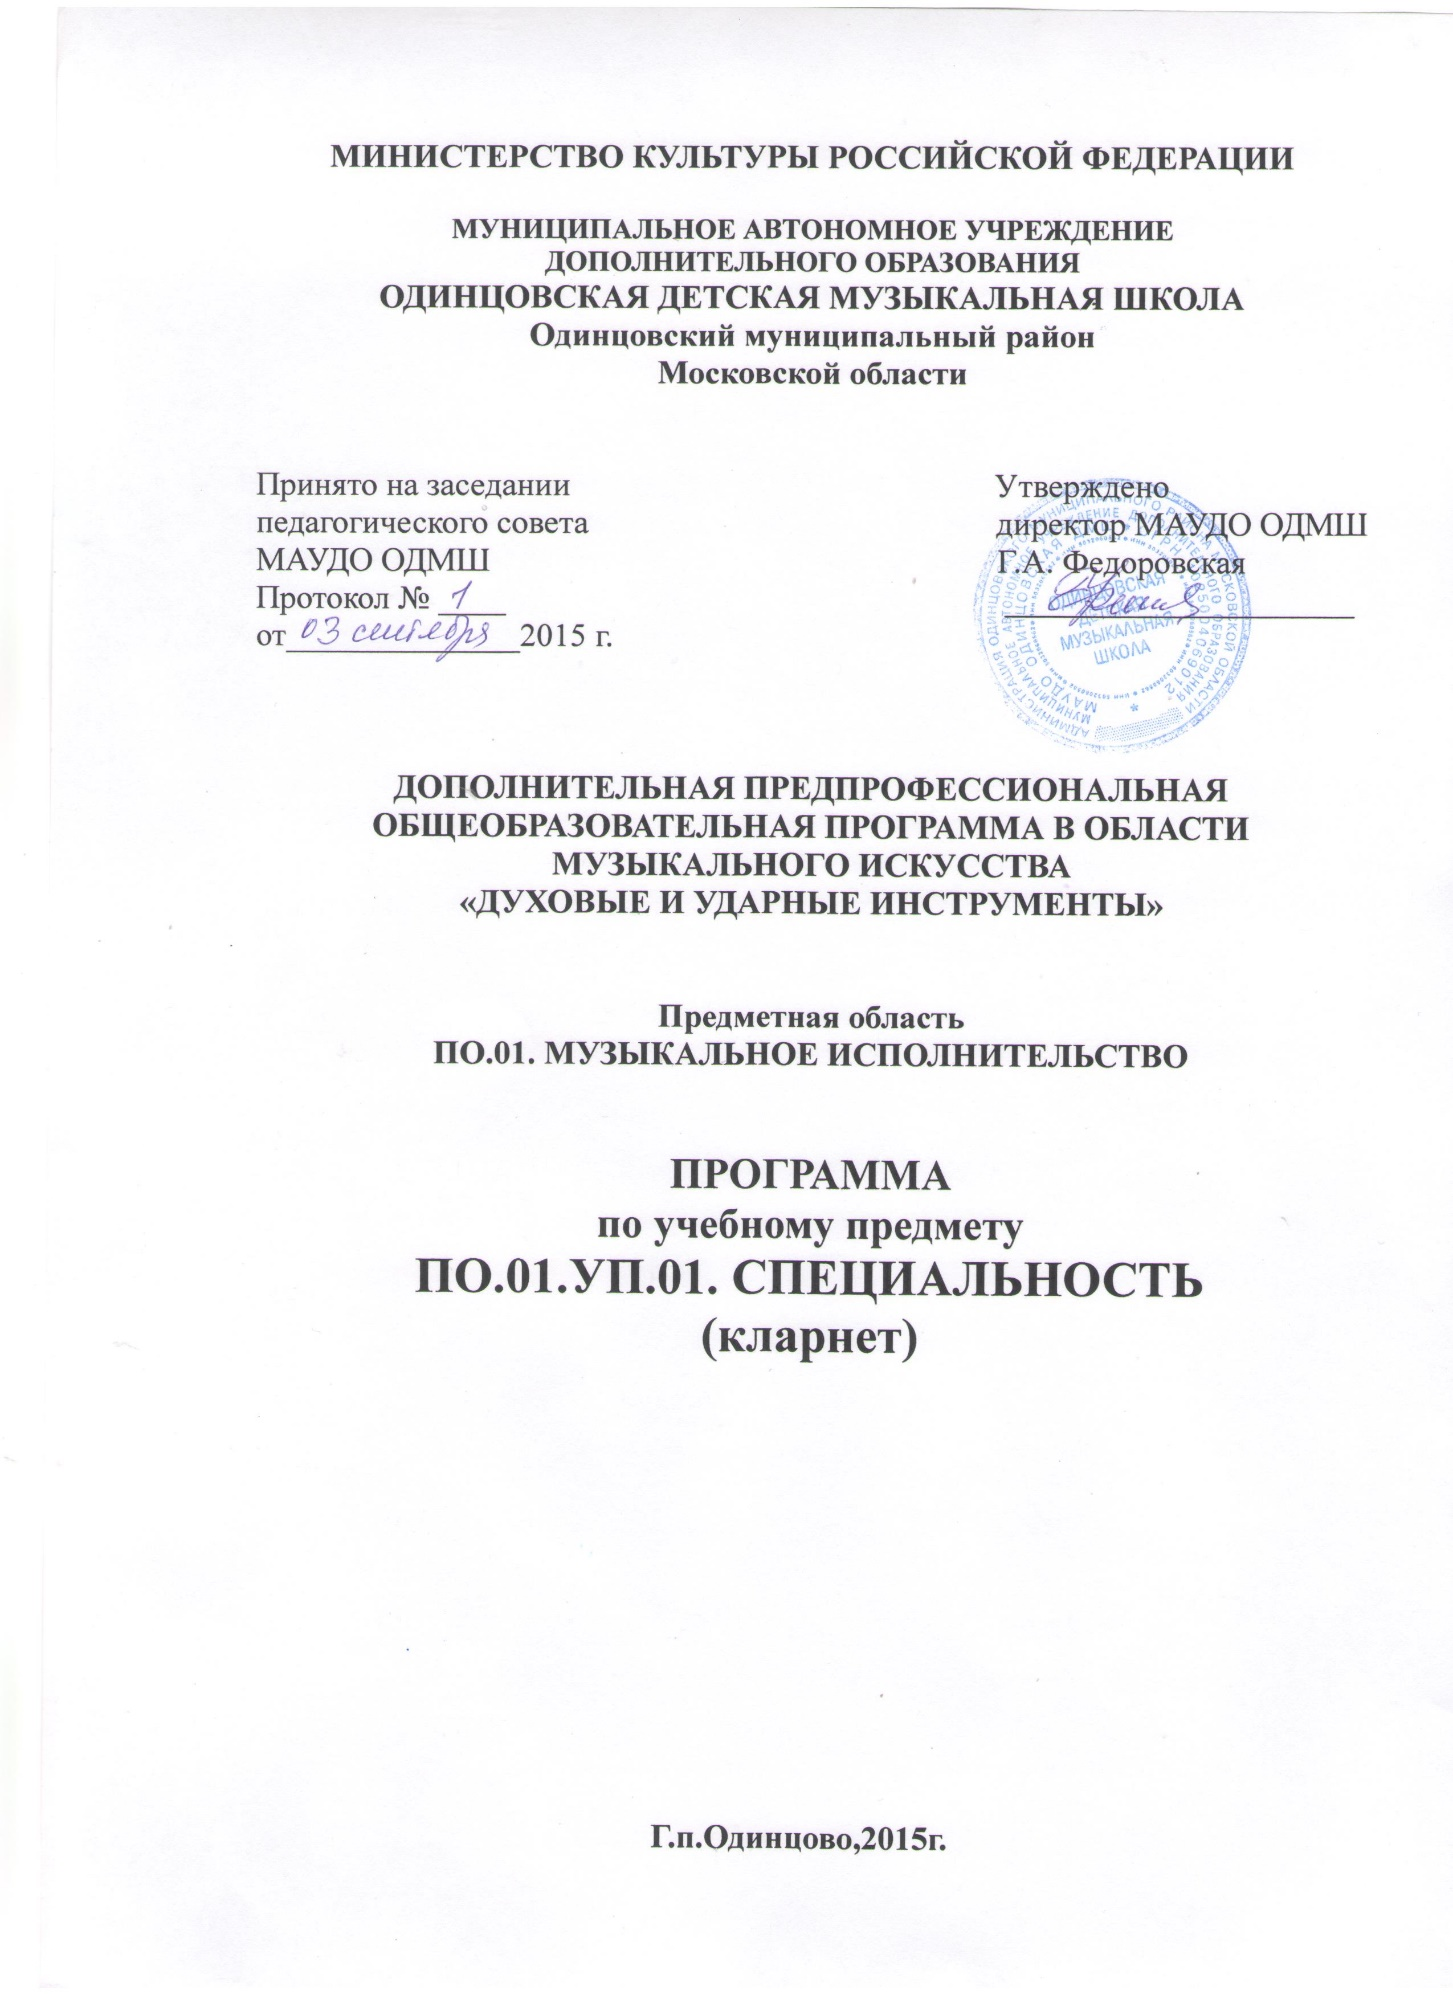 МИНИСТЕРСТВО КУЛЬТУРЫ РОССИЙСКОЙ ФЕДЕРАЦИИ
МУНИЦИПАЛЬНОЕ АВТОНОМНОЕ УЧРЕЖДЕНИЕ
ДОПОЛНИТЕЛЬНОГО ОБРАЗОВАНИЯ
ОДИНЦОВСКАЯ ДЕТСКАЯ МУЗЫКАЛЬНАЯ ШКОЛА
Одинцовский муниципальный район
Московской области
Принято на заседании
педагогического совета
МАУДО ОДМШ
Протокол № 1
от 03 сентября 2015 г.
Утверждено
директор МАУДО ОДМШ
Г.А. Федоровская
ОДИНЦОВСКАЯ
ДЕТСКАЯ
МУЗЫКАЛЬНАЯ
ШКОЛА
ДОПОЛНИТЕЛЬНАЯ ПРЕДПРОФЕССИОНАЛЬНАЯ
ОБЩЕОБРАЗОВАТЕЛЬНАЯ ПРОГРАММА В ОБЛАСТИ
МУЗЫКАЛЬНОГО ИСКУССТВА
«ДУХОВЫЕ И УДАРНЫЕ ИНСТРУМЕНТЫ»
Предметная область
ПО.01. МУЗЫКАЛЬНОЕ ИСПОЛНИТЕЛЬСТВО
ПРОГРАММА
по учебному предмету
ПО.01.УП.01. СПЕЦИАЛЬНОСТЬ
(кларнет)
Г.п.Одинцово,2015г.